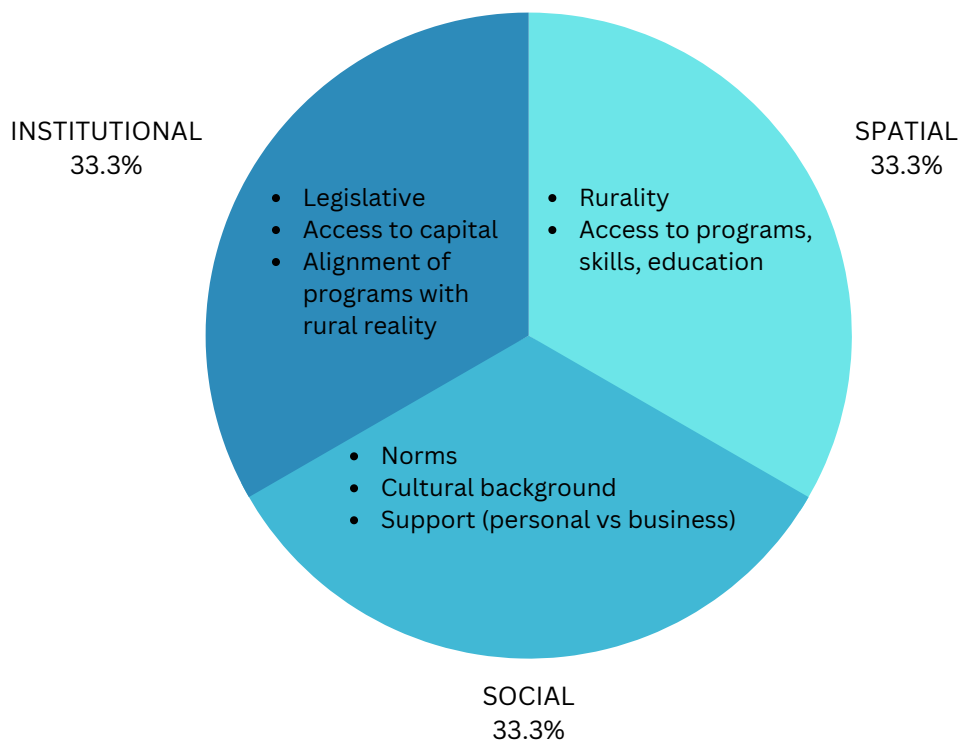 INSTITUTIONAL
33.3%
SPATIAL
33.3%
• Legislative
• Access to capital
• Alignment of
programs with
rural reality
• Rurality
• Access to programs,
skills, education
• Norms
• Cultural background
• Support (personal vs business)
SOCIAL
33.3%